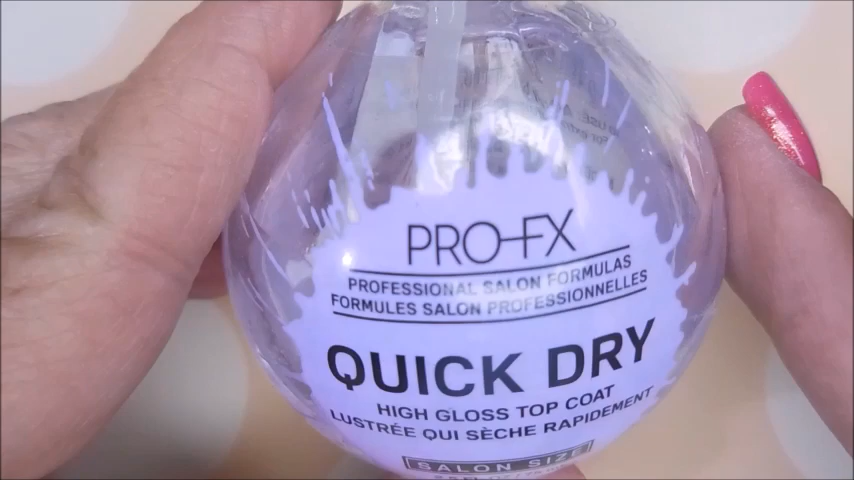 PRO-FX
PROFESSIONAL SALON FORMULAS
FORMULES SALON PROFESSIONNELLES
QUICK DRY
HIGH GLOSS TOP COAT
LUSTRÉE QUI SÈCHE RAPIDEMENT
SALON SIZE